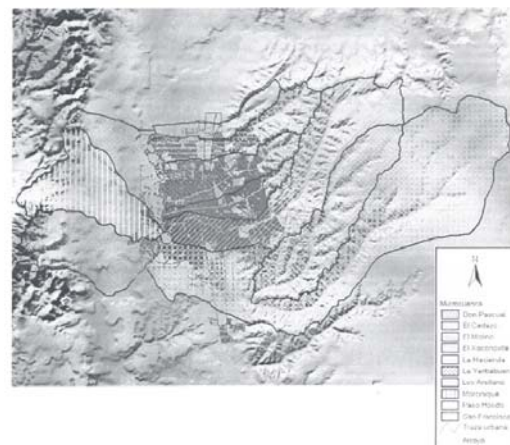 N
Microcuenca
Don Pascual
El Cedazo
El Molino
La Hacienda
La Yerbabuena
Los Arellano
Morcinique
Paso Hondo
San Francisco
Traza urbana
Arroyo